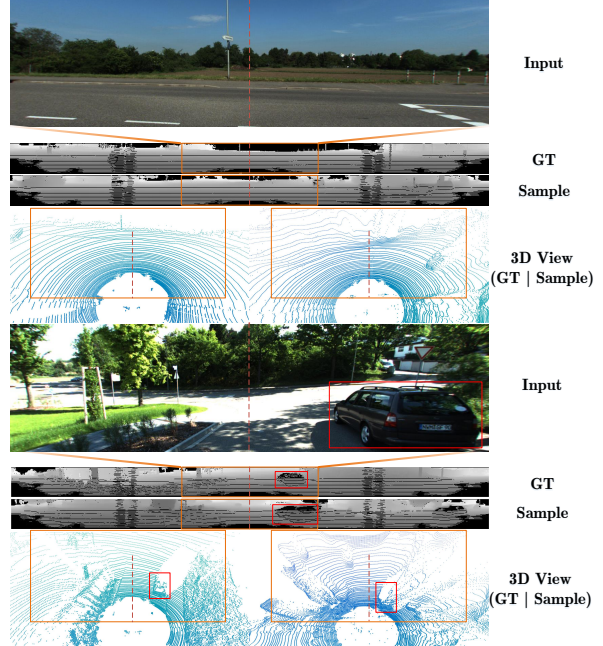 Input
GT
Sample
3D View
(GT | Sample)
Input
GT
Sample
3D View
(GT | Sample)